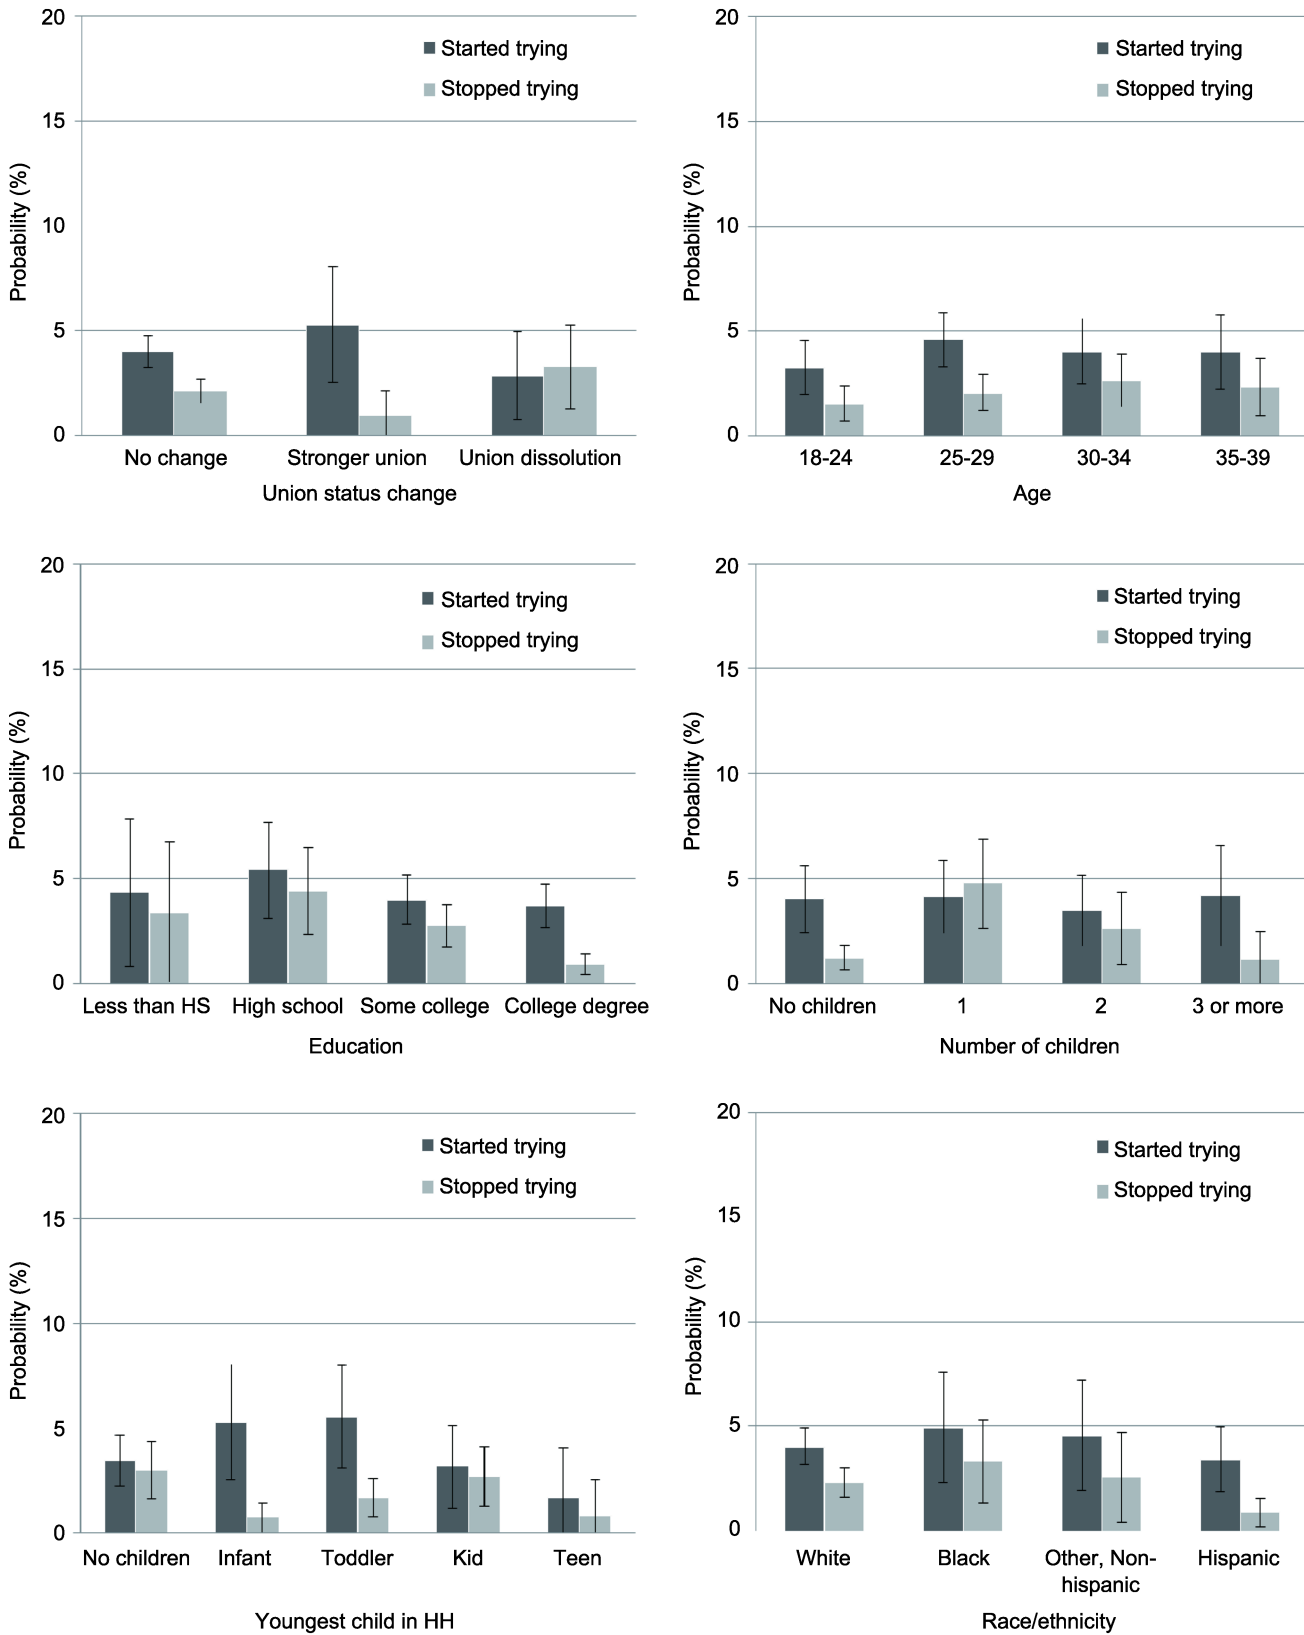 20
15
10
5
0
Probability (%)
Started trying
Stopped trying
No change Stronger union Union dissolution
Union status change
20
15
10
5
0
Probability (%)
Started trying
Stopped trying
18-24 25-29 30-34 35-39
Age
20
15
10
5
0
Probability (%)
Started trying
Stopped trying
Less than HS High school Some college College degree
Education
20
15
10
5
0
Probability (%)
Started trying
Stopped trying
No children 1 2 3 or more
Number of children
20
15
10
5
0
Probability (%)
Started trying
Stopped trying
No children Infant Toddler Kid Teen
Youngest child in HH
20
15
10
5
0
Probability (%)
Started trying
Stopped trying
White Black Other, Non- Hispanic
hispanic
Race/ethnicity